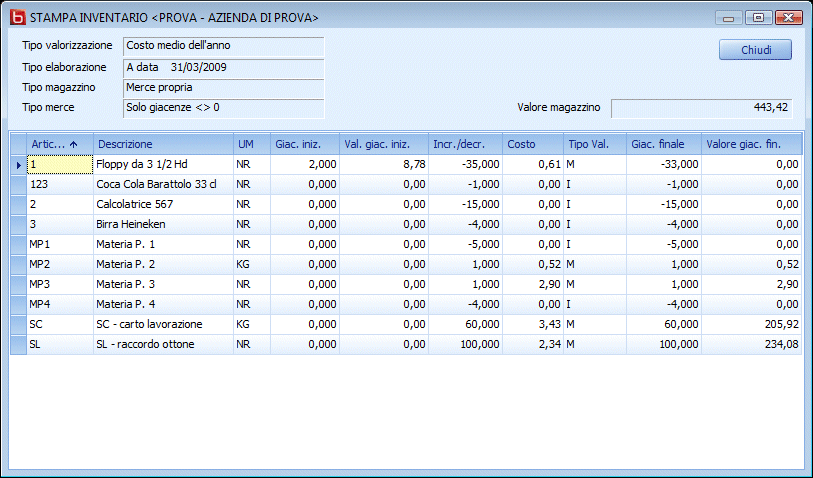 STAMPA INVENTARIO <PROVA - AZIENDA DI PROVA>
Tipo valorizzazione Costo medio dell'anno Chiudi
Tipo elaborazione A data 31/03/2009
Tipo magazzino Merce propria
Tipo merce Solo giacenze <> 0 Valore magazzino 443,42
Artic... Descrizione UM Giac. iniz. Val. giac. iniz. Incr./decr. Costo Tipo Val. Giac. finale Valore giac. fin.
1 Floppy da 3 1/2 Hd NR 2,000 8,78 -35,000 0,61 M -33,000 0,00
123 Coca Cola Barattolo 33 cl NR 0,000 0,00 -1,000 0,00 I -1,000 0,00
2 Calcolatrice 567 NR 0,000 0,00 -15,000 0,00 I -15,000 0,00
3 Birra Heineken NR 0,000 0,00 -4,000 0,00 I -4,000 0,00
MP1 Materia P. 1 NR 0,000 0,00 -5,000 0,00 I -5,000 0,00
MP2 Materia P. 2 KG 0,000 0,00 1,000 0,52 M 1,000 0,52
MP3 Materia P. 3 NR 0,000 0,00 1,000 2,90 M 1,000 2,90
MP4 Materia P. 4 NR 0,000 0,00 -4,000 0,00 I -4,000 0,00
SC SC - carto lavorazione KG 0,000 0,00 60,000 3,43 M 60,000 205,92
SL SL - raccordo ottone NR 0,000 0,00 100,000 2,34 M 100,000 234,08